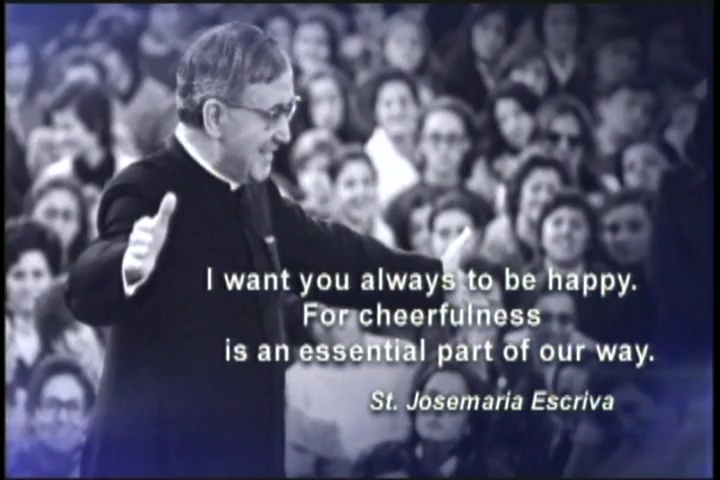 I want you always to be happy.
For cheerfulness
is an essential part of our way.
St. Josemaria Escriva